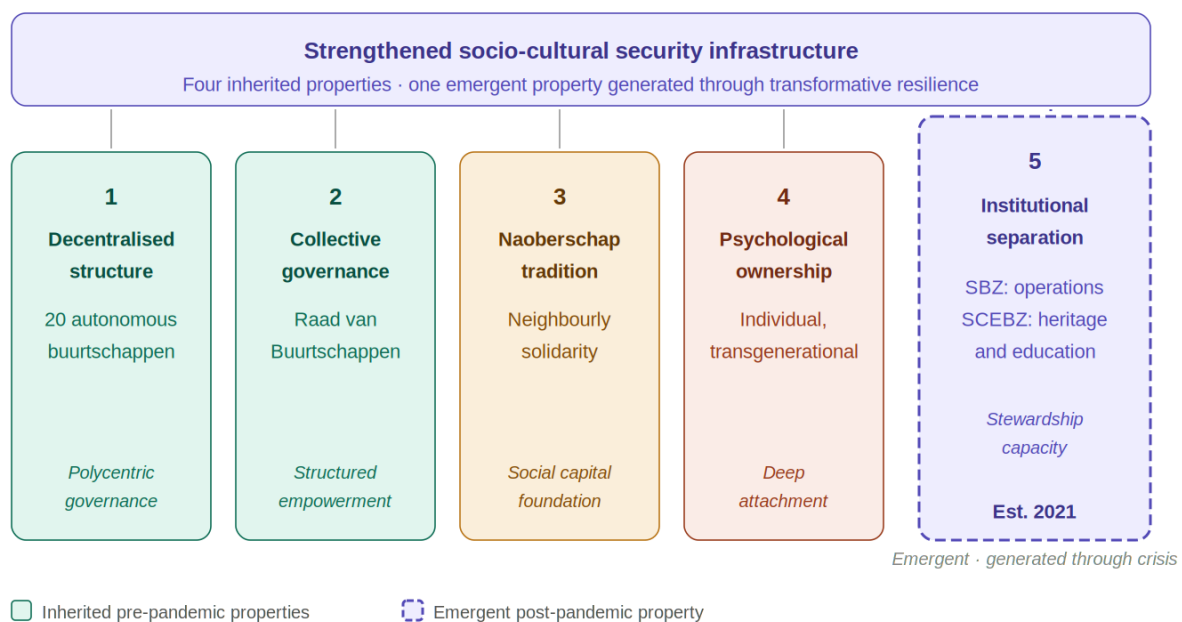 Strengthened socio-cultural security infrastructure
Four inherited properties · one emergent property generated through transformative resilience
1
Decentralised
structure
20 autonomous
buurtschappen
Polycentric
governance
2
Collective
governance
Raad van
Buurtschappen
Structured
empowerment
3
Naoberschap
tradition
Neighbourly
solidarity
Social capital
foundation
4
Psychological
ownership
Individual,
transgenerational
Deep
attachment
5
Institutional
separation
SBZ: operations
SCEBZ: heritage
and education
Stewardship
capacity
Est. 2021
Emergent · generated through crisis
Inherited pre-pandemic properties
Emergent post-pandemic property